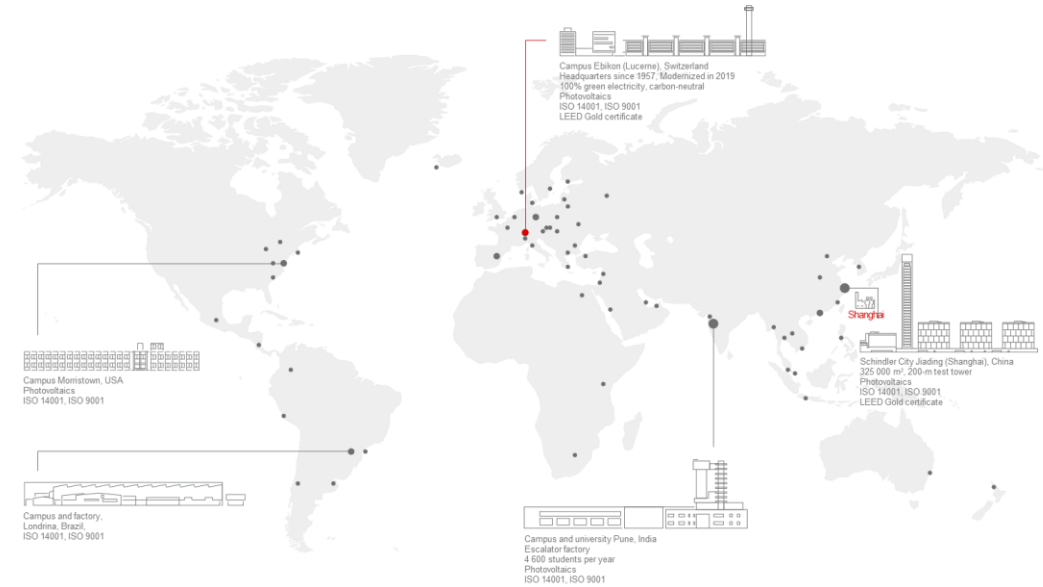 Campus Ebikon (Lucerne), Switzerland
Headquarters since 1957, Modernized in 2019
100% green electricity, carbon-neutral
Photovoltaics
ISO 14001, ISO 9001
LEED Gold certificate
Shanghai
Schindler City Jiading (Shanghai), China
325 000 m², 200-m test tower
Photovoltaics
ISO 14001, ISO 9001
LEED Gold certificate
Campus Morristown, USA
Photovoltaics
ISO 14001, ISO 9001
Campus and factory,
Londrina, Brazil,
ISO 14001, ISO 9001
Campus and university Pune, India
Escalator factory
4 600 students per year
Photovoltaics
ISO 14001, ISO 9001